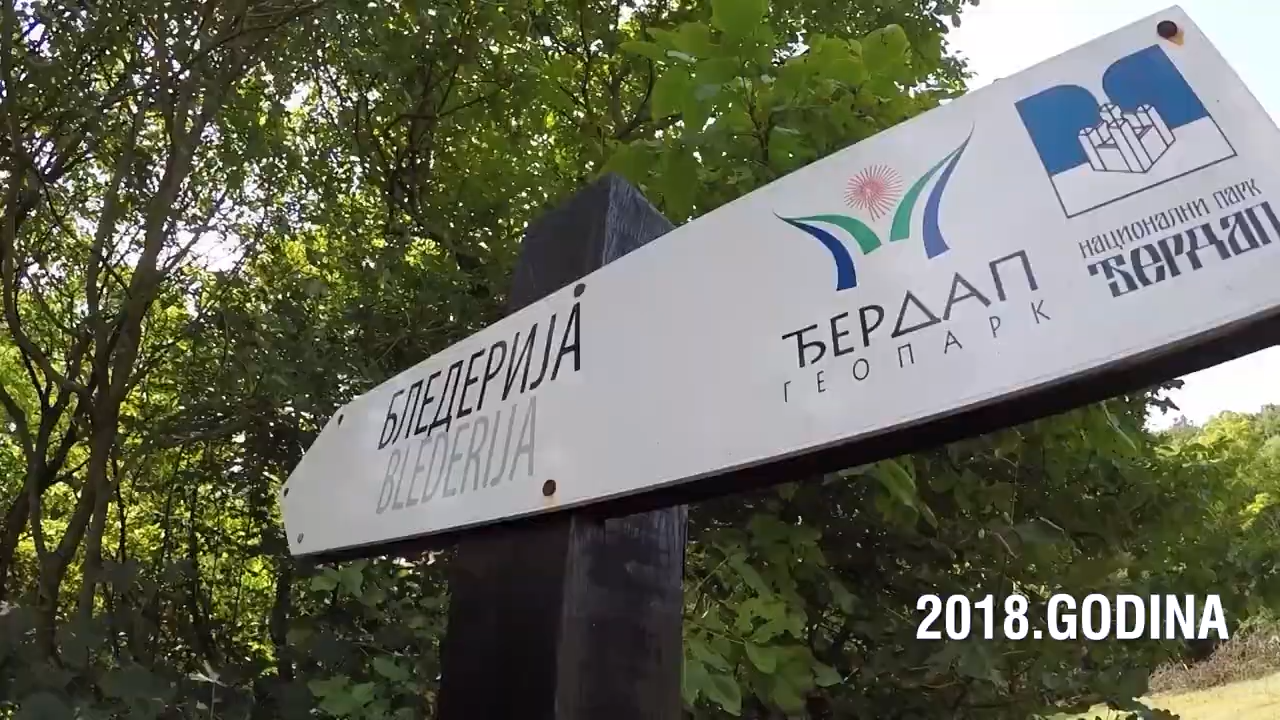 БЛЕДЕРИЈА
BLEDERIJA
ЂЕРДАП
ГЕОПАРК
НАЦИОНАЛНИ ПАРК
ЂЕРДАП
2018.GODINA